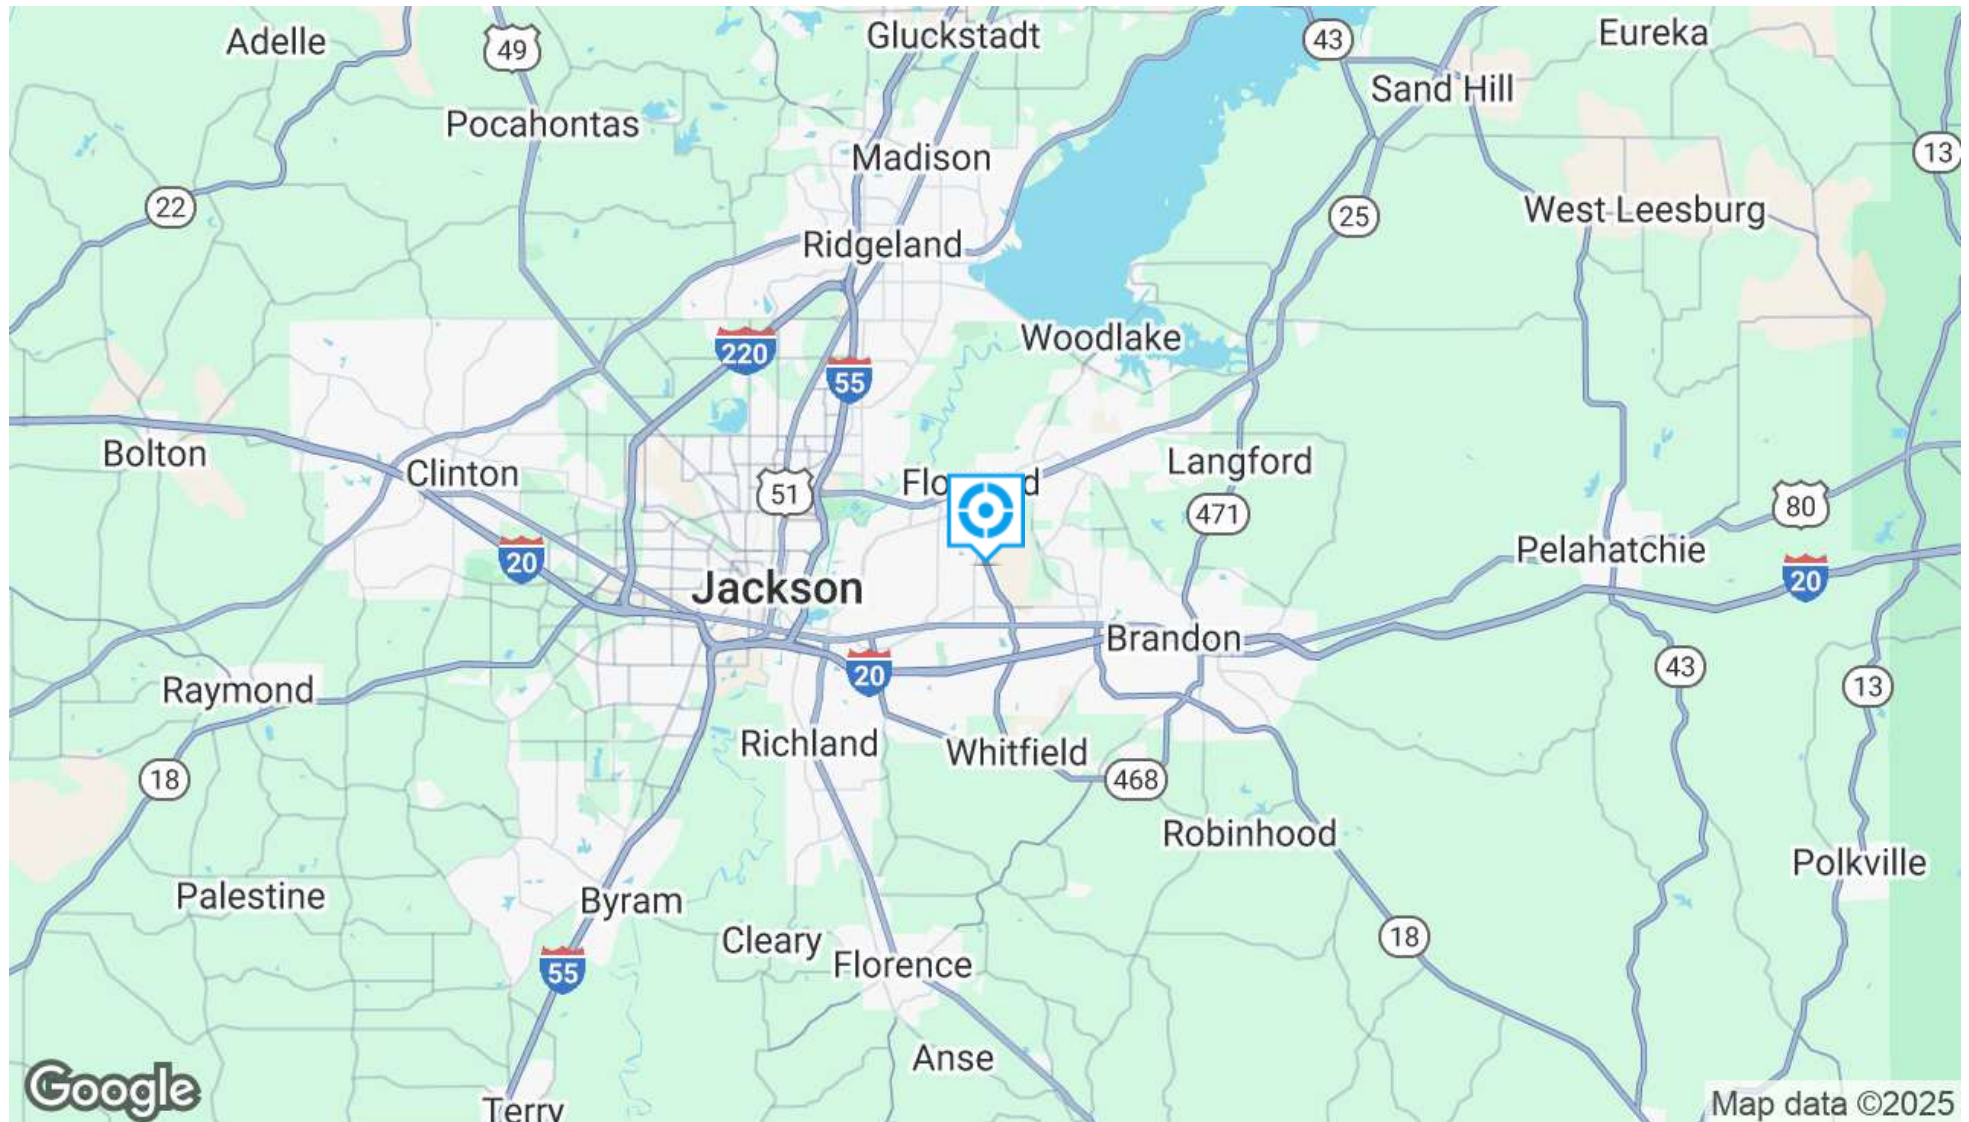 Adelle
49
Gluckstadt
43
Eureka
Sand Hill
Pocahontas
Madison
13
22
West Leesburg
25
Ridgeland
220
Woodlake
55
Bolton
Clinton
Langford
51
471
80
20
Pelahatchie
20
Jackson
Brandon
20
43
13
Raymond
Richland
Whitfield
18
468
Robinhood
Polkville
Palestine
Byram
Cleary
18
Florence
55
Anse
Google
Terry
Map data ©2025